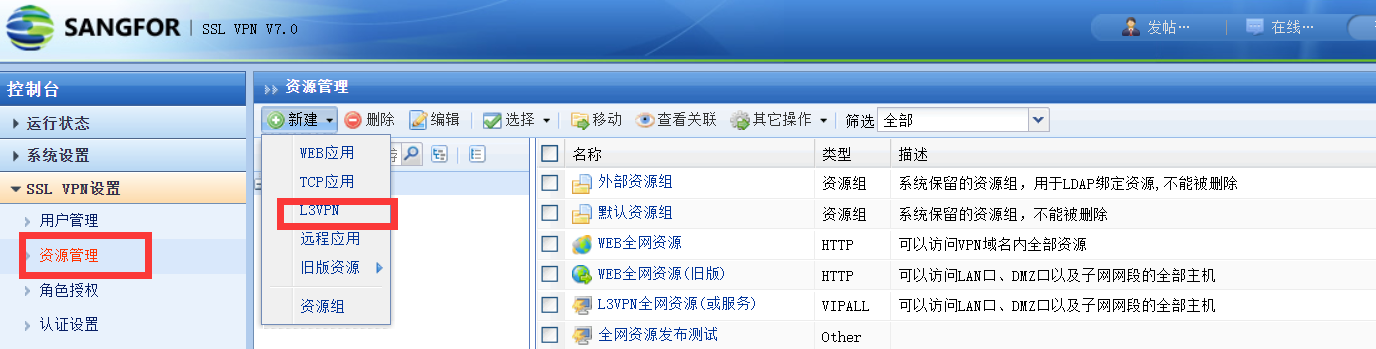 SANGFOR SSL VPN V7.0 发帖… 在线…
控制台
运行状态
系统设置
SSL VPN设置
用户管理
资源管理
角色授权
认证设置
资源管理
新建 删除 编辑 选择 移动 查看关联 其它操作 筛选 全部
WEB应用
TCP应用
L3VPN
远程应用
旧版资源
资源组
名称 类型 描述
外部资源组 资源组 系统保留的资源组，用于LDAP绑定资源,不能被删除
默认资源组 资源组 系统保留的资源组，不能被删除
WEB全网资源 HTTP 可以访问VPN域名内全部资源
WEB全网资源(旧版) HTTP 可以访问LAN口、DMZ口以及子网网段的全部主机
L3VPN全网资源(或服务) VIPALL 可以访问LAN口、DMZ口以及子网网段的全部主机
全网资源发布测试 Other